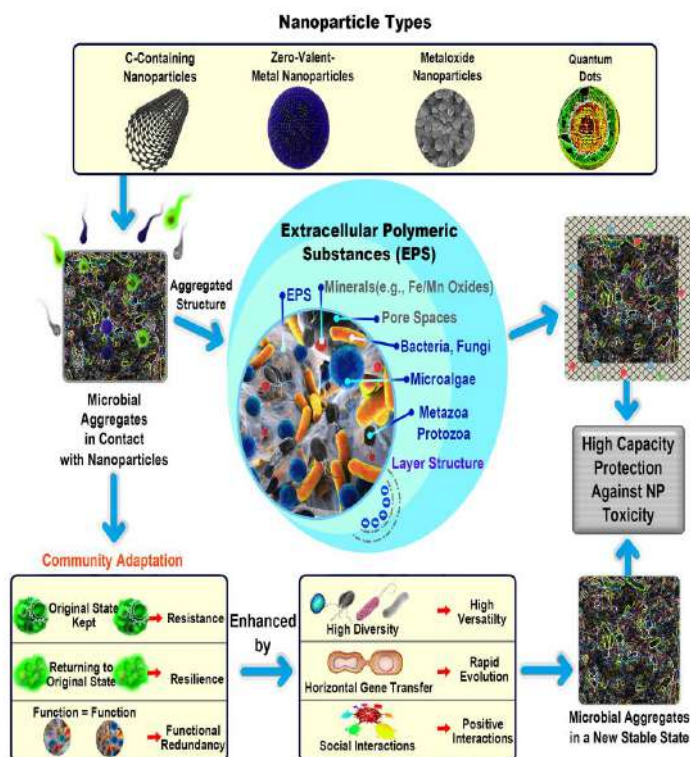 Nanoparticle Types
C-Containing
Nanoparticles
Zero-Valent-
Metal Nanoparticles
Metaloxide
Nanoparticles
Quantum
Dots
Extracellular Polymeric
Substances (EPS)
Aggregated
Structure
EPS
Minerals(e.g., Fe/Mn Oxides)
Pore Spaces
Bacteria, Fungi
Microalgae
Metazoa
Protozoa
Layer Structure
Microbial
Aggregates
in Contact
with Nanoparticles
High Capacity
Protection
Against NP
Toxicity
Community Adaptation
Original State
Kept
Resistance
Returning to
Original State
Resilience
Function = Function
Functional
Redundancy
Enhanced
by
High Diversity
High
Versatilty
Horizontal Gene Transfer
Rapid
Evolution
Social Interactions
Positive
Interactions
Microbial Aggregates
in a New Stable State